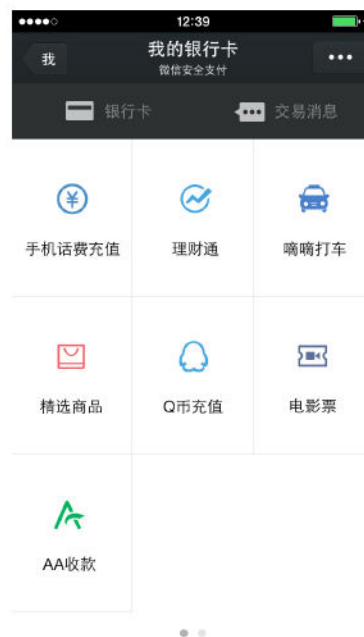 12:39
我
我的银行卡
微信安全支付
银行卡
交易消息
手机话费充值
理财通
嘀嘀打车
精选商品
Q币充值
电影票
AA收款